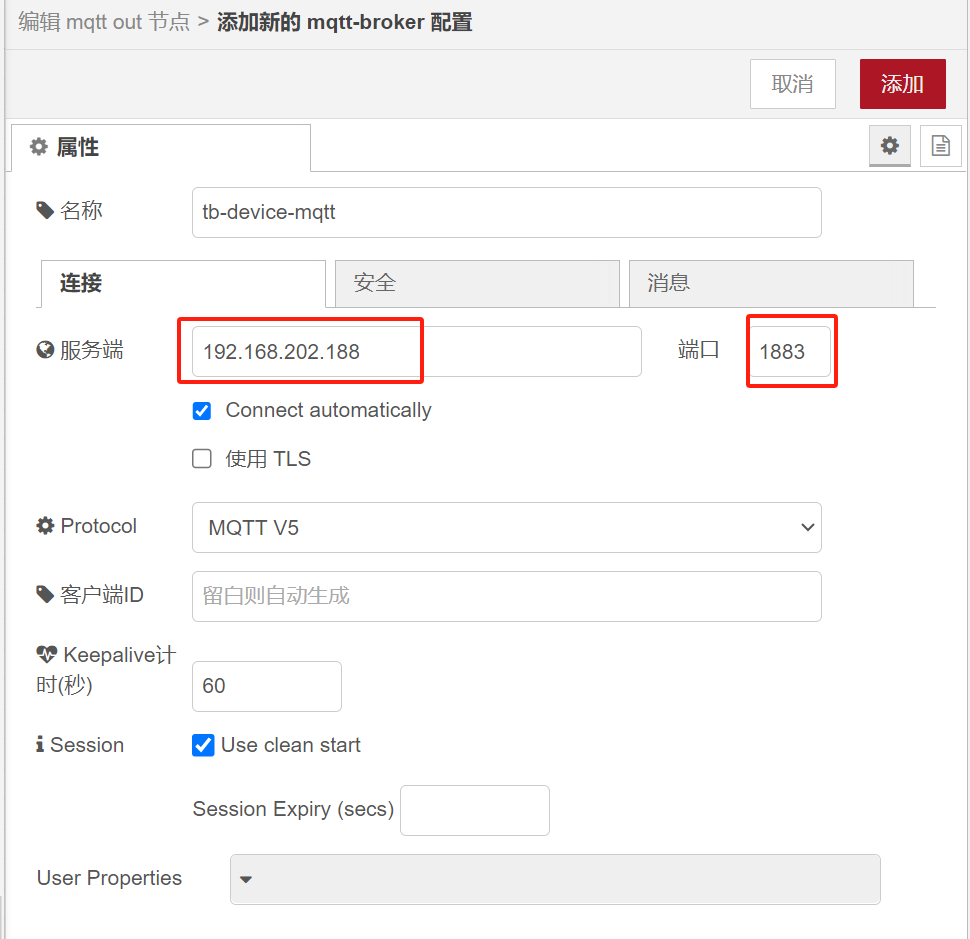 编辑 mqtt out 节点 > 添加新的 mqtt-broker 配置
取消 添加
属性
名称 tb-device-mqtt
连接 安全 消息
服务端 192.168.202.188 端口 1883
Connect automatically
使用 TLS
Protocol MQTT V5
客户端ID 留白则自动生成
Keepalive计
时(秒) 60
Session Use clean start
Session Expiry (secs)
User Properties